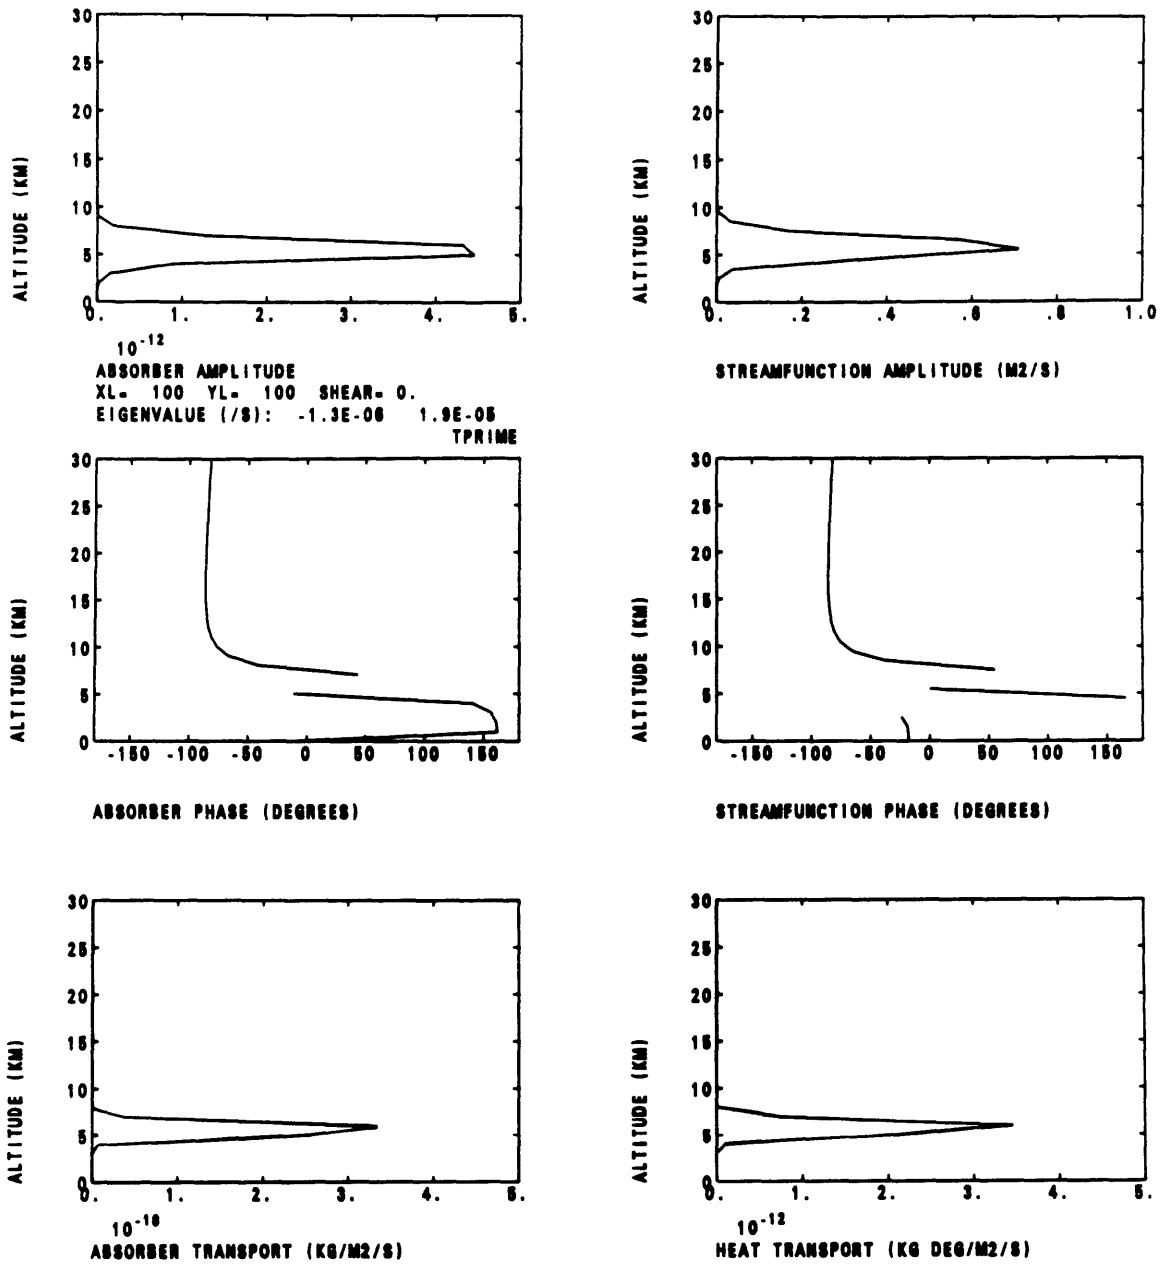 30
25
20
15
10
5
0
ALTITUDE (KM)
0. 1. 2. 3. 4. 5.
10-12
ABSORBER AMPLITUDE
XL= 100 YL= 100 SHEAR= 0.
EIGENVALUE (/S): -1.3E-06 1.9E-05
TPRIME
30
25
20
15
10
5
0
ALTITUDE (KM)
0. .2 .4 .6 .8 1.0
STREAMFUNCTION AMPLITUDE (M2/S)
30
25
20
15
10
5
0
ALTITUDE (KM)
-150 -100 -50 0 50 100 150
ABSORBER PHASE (DEGREES)
30
25
20
15
10
5
0
ALTITUDE (KM)
-150 -100 -50 0 50 100 150
STREAMFUNCTION PHASE (DEGREES)
30
25
20
15
10
5
0
ALTITUDE (KM)
0. 1. 2. 3. 4. 5.
ABSORBER TRANSPORT (KG/M2/S)
30
25
20
15
10
5
0
ALTITUDE (KM)
0. 1. 2. 3. 4. 5.
10-12
HEAT TRANSPORT (KG DEG/M2/S)